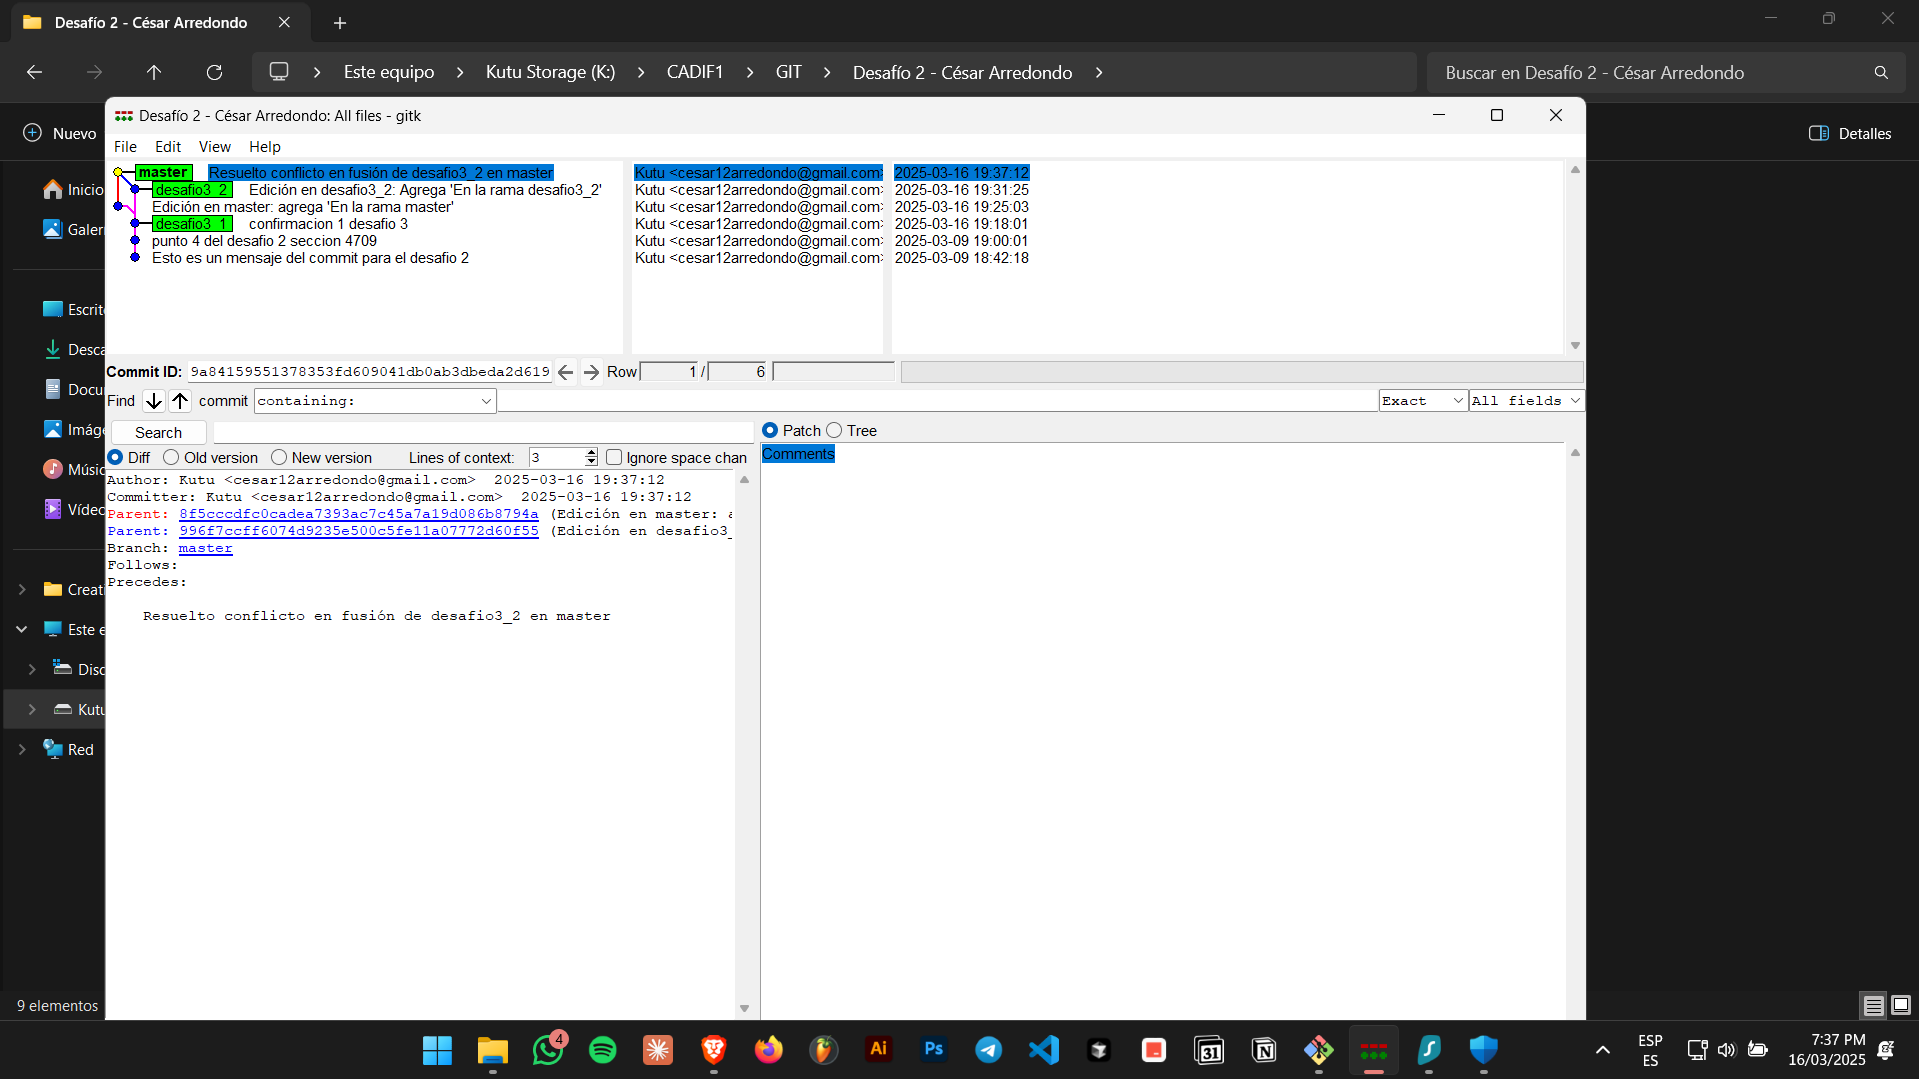 Desafío 2 - César Arredondo
Este equipo
Kutu Storage (K:)
CADIF1
GIT
Desafío 2 - César Arredondo
Buscar en Desafío 2 - César Arredondo
Nuevo
Detalles
Desafío 2 - César Arredondo: All files - gitk
File Edit View Help
master Resuelto conflicto en fusión de desafio3_2 en master Kutu <cesar12arredondo@gmail.com> 2025-03-16 19:37:12
desafio3_2 Edición en desafio3_2: Agrega 'En la rama desafio3_2' Kutu <cesar12arredondo@gmail.com> 2025-03-16 19:31:25
Edición en master: agrega 'En la rama master' Kutu <cesar12arredondo@gmail.com> 2025-03-16 19:25:03
desafio3_1 confirmacion 1 desafio 3 Kutu <cesar12arredondo@gmail.com> 2025-03-16 19:18:01
punto 4 del desafio 2 seccion 4709 Kutu <cesar12arredondo@gmail.com> 2025-03-09 19:00:01
Esto es un mensaje del commit para el desafio 2 Kutu <cesar12arredondo@gmail.com> 2025-03-09 18:42:18
Commit ID: 9a84159551378353fd609041db0ab3dbeda2d619 Row 1 / 6
Find commit containing: Exact All fields
Search
Patch Tree
Diff Old version New version Lines of context: 3 Ignore space chan
Comments
Author: Kutu <cesar12arredondo@gmail.com> 2025-03-16 19:37:12
Committer: Kutu <cesar12arredondo@gmail.com> 2025-03-16 19:37:12
Parent: 8f5cccdfc0cadea7393ac7c45a7a19d086b8794a (Edición en master: a
Parent: 996f7ccff6074d9235e500c5fe11a07772d60f55 (Edición en desafio3_
Branch: master
Follows:
Precedes:
Resuelto conflicto en fusión de desafio3_2 en master
Inicio
Galer
Escrito
Desca
Docu
Imáge
Músic
Vídeo
Creati
Este e
Disc
Kutu
Red
9 elementos
4
Ai
Ps
31
ESP
ES
7:37 PM
16/03/2025